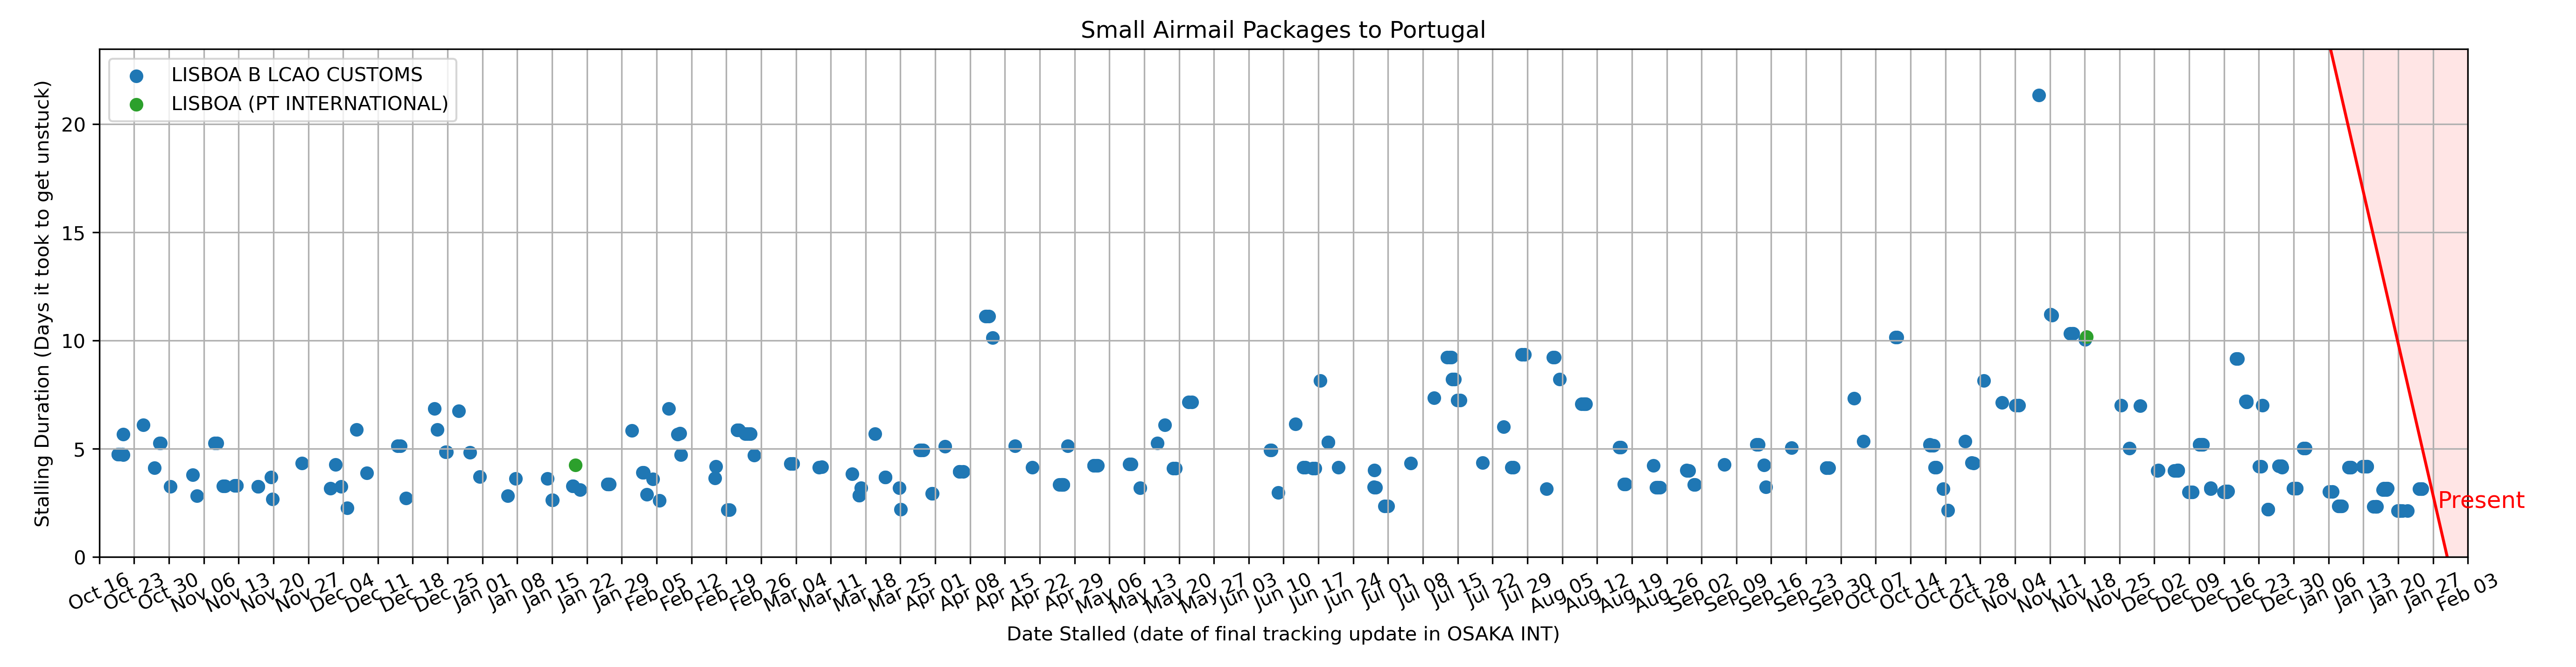 Small Airmail Packages to Portugal
LISBOA B LCAO CUSTOMS
LISBOA (PT INTERNATIONAL)
Stalling Duration (Days it took to get unstuck)
20
15
10
5
0
Present
Oct 16 Oct 23 Oct 30 Nov 06 Nov 13 Nov 20 Nov 27 Dec 04 Dec 11 Dec 18 Dec 25 Jan 01 Jan 08 Jan 15 Jan 22 Jan 29 Feb 05 Feb 12 Feb 19 Feb 26 Mar 04 Mar 11 Mar 18 Mar 25 Apr 01 Apr 08 Apr 15 Apr 22 Apr 29 May 06 May 13 May 20 May 27 Jun 03 Jun 10 Jun 17 Jun 24 Jul 01 Jul 08 Jul 15 Jul 22 Jul 29 Aug 05 Aug 12 Aug 19 Aug 26 Sep 02 Sep 09 Sep 16 Sep 23 Sep 30 Oct 07 Oct 14 Oct 21 Oct 28 Nov 04 Nov 11 Nov 18 Nov 25 Dec 02 Dec 09 Dec 16 Dec 23 Dec 30 Jan 06 Jan 13 Jan 20 Jan 27 Feb 03
Date Stalled (date of final tracking update in OSAKA INT)